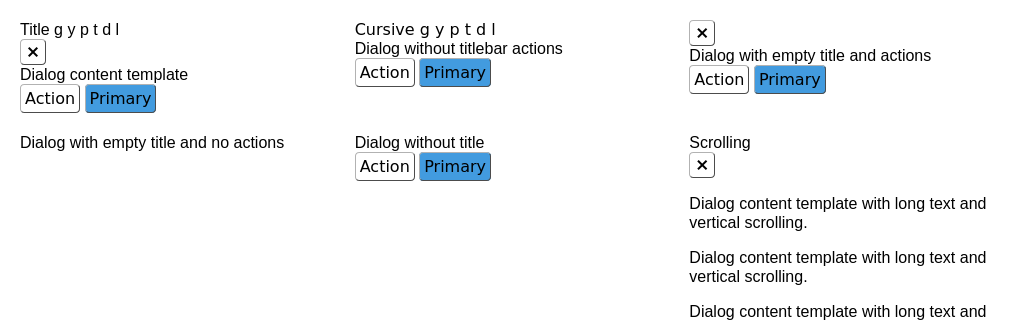 Title g y p t d l
✕
Dialog content template
Action Primary
Cursive g y p t d l
Dialog without titlebar actions
Action Primary
✕
Dialog with empty title and actions
Action Primary
Dialog with empty title and no actions
Dialog without title
Action Primary
Scrolling
✕
Dialog content template with long text and
vertical scrolling.
Dialog content template with long text and
vertical scrolling.
Dialog content template with long text and